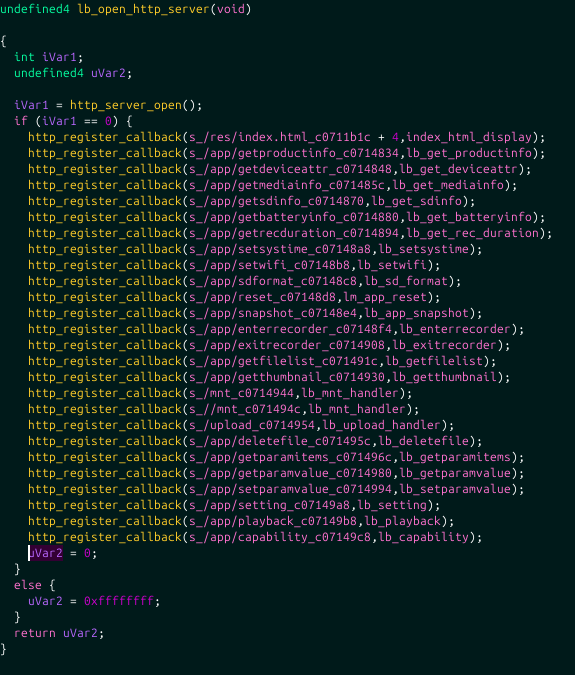 undefined4 lb_open_http_server(void)
{
int iVar1;
undefined4 uVar2;
iVar1 = http_server_open();
if (iVar1 == 0) {
http_register_callback(s_/res/index.html_c0711b1c + 4,index_html_display);
http_register_callback(s_/app/getproductinfo_c0714834,lb_get_productinfo);
http_register_callback(s_/app/getdeviceattr_c0714848,lb_get_deviceattr);
http_register_callback(s_/app/getmediainfo_c071485c,lb_get_mediainfo);
http_register_callback(s_/app/getsdinfo_c0714870,lb_get_sdinfo);
http_register_callback(s_/app/getbatteryinfo_c0714880,lb_get_batteryinfo);
http_register_callback(s_/app/getrecduration_c0714894,lb_get_rec_duration);
http_register_callback(s_/app/setsystime_c07148a8,lb_setsystime);
http_register_callback(s_/app/setwifi_c07148b8,lb_setwifi);
http_register_callback(s_/app/sdformat_c07148c8,lb_sd_format);
http_register_callback(s_/app/reset_c07148d8,lm_app_reset);
http_register_callback(s_/app/snapshot_c07148e4,lb_app_snapshot);
http_register_callback(s_/app/enterrecorder_c07148f4,lb_enterrecorder);
http_register_callback(s_/app/exitrecorder_c0714908,lb_exitrecorder);
http_register_callback(s_/app/getfilelist_c071491c,lb_getfilelist);
http_register_callback(s_/app/getthumbnail_c0714930,lb_getthumbnail);
http_register_callback(s_/mnt_c0714944,lb_mnt_handler);
http_register_callback(s_//mnt_c071494c,lb_mnt_handler);
http_register_callback(s_/upload_c0714954,lb_upload_handler);
http_register_callback(s_/app/deletefile_c071495c,lb_deletefile);
http_register_callback(s_/app/getparamitems_c071496c,lb_getparamitems);
http_register_callback(s_/app/getparamvalue_c0714980,lb_getparamvalue);
http_register_callback(s_/app/setparamvalue_c0714994,lb_setparamvalue);
http_register_callback(s_/app/setting_c07149a8,lb_setting);
http_register_callback(s_/app/playback_c07149b8,lb_playback);
http_register_callback(s_/app/capability_c07149c8,lb_capability);
uVar2 = 0;
}
else {
uVar2 = 0xffffffff;
}
return uVar2;
}